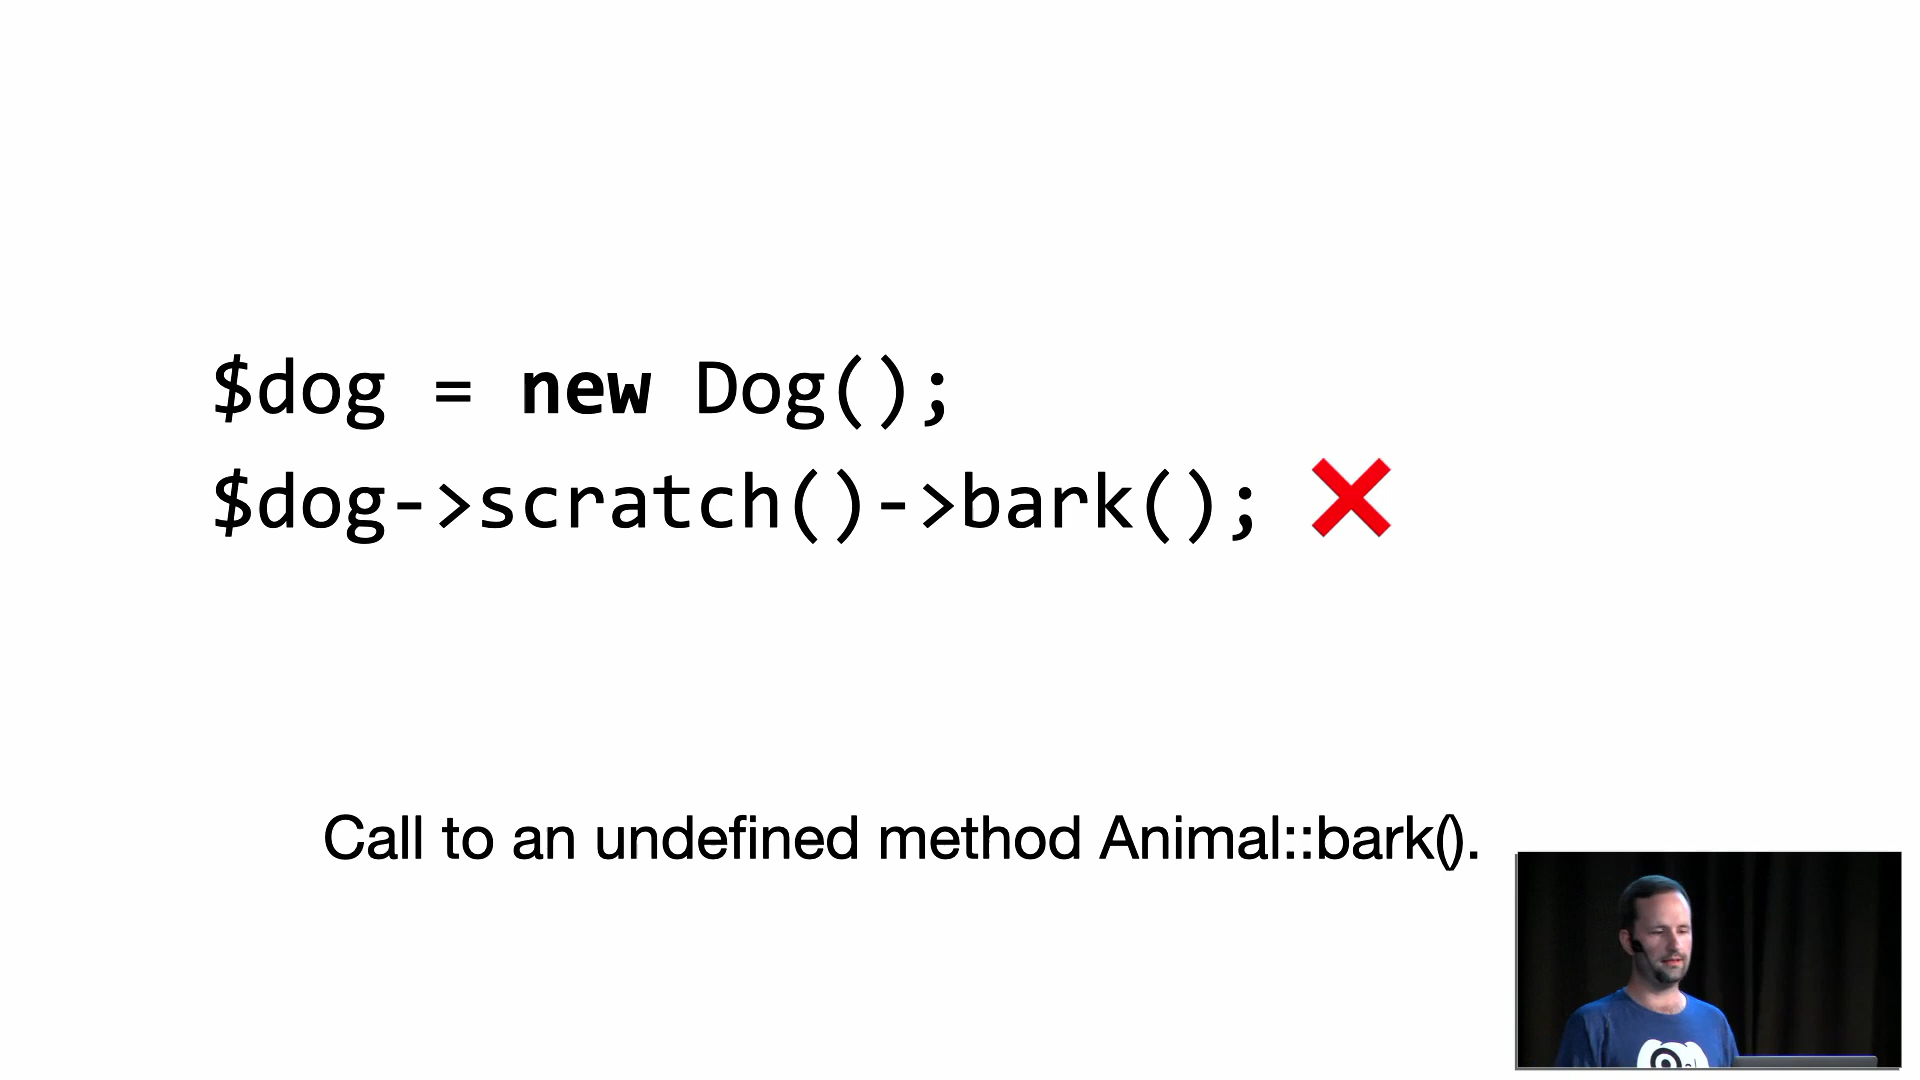 $dog = new Dog();
$dog->scratch()->bark();
Call to an undefined method Animal::bark().